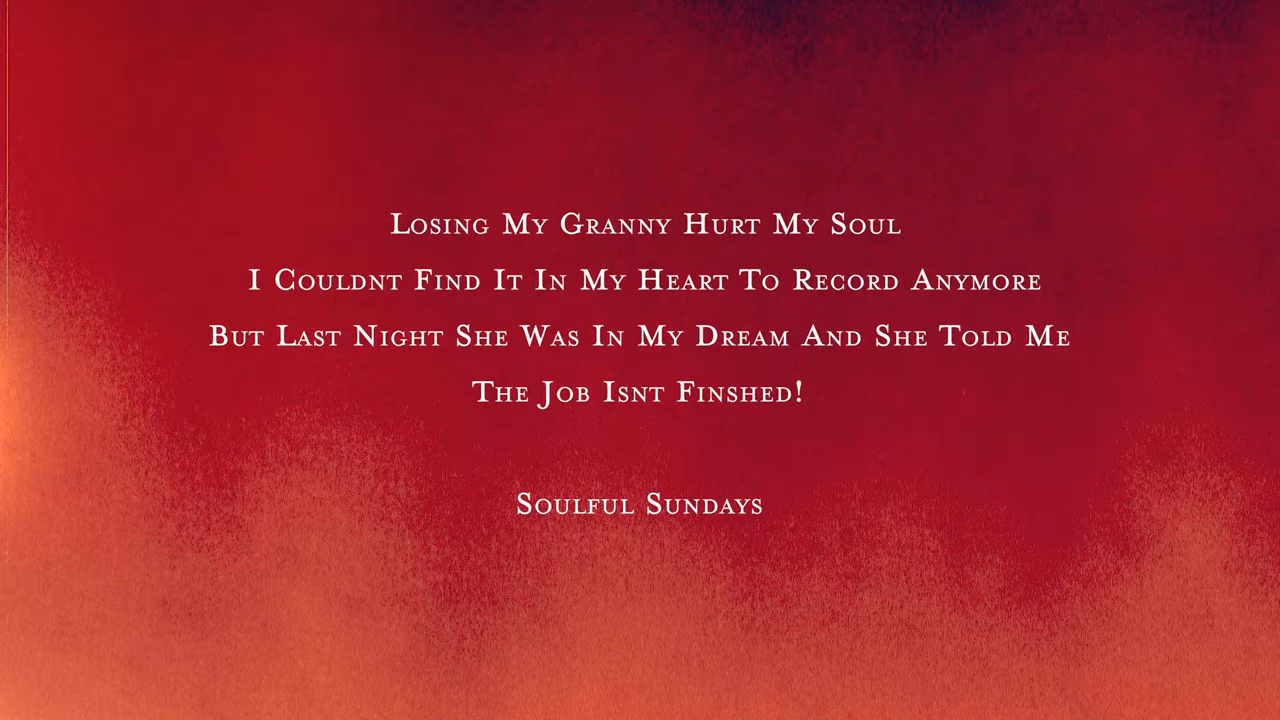 Losing My Granny Hurt My Soul
I Couldnt Find It In My Heart To Record Anymore
But Last Night She Was In My Dream And She Told Me
The Job Isnt Finshed!
Soulful Sundays